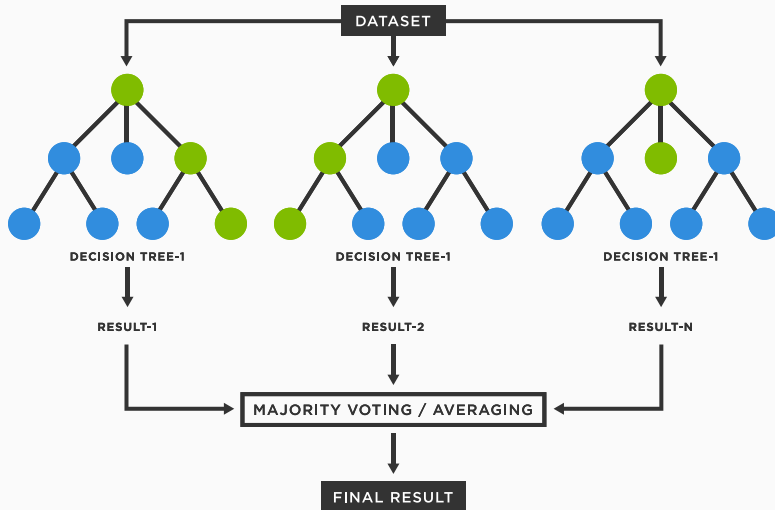 DATASET
DECISION TREE-1
DECISION TREE-1
DECISION TREE-1
RESULT-1
RESULT-2
RESULT-N
MAJORITY VOTING / AVERAGING
FINAL RESULT